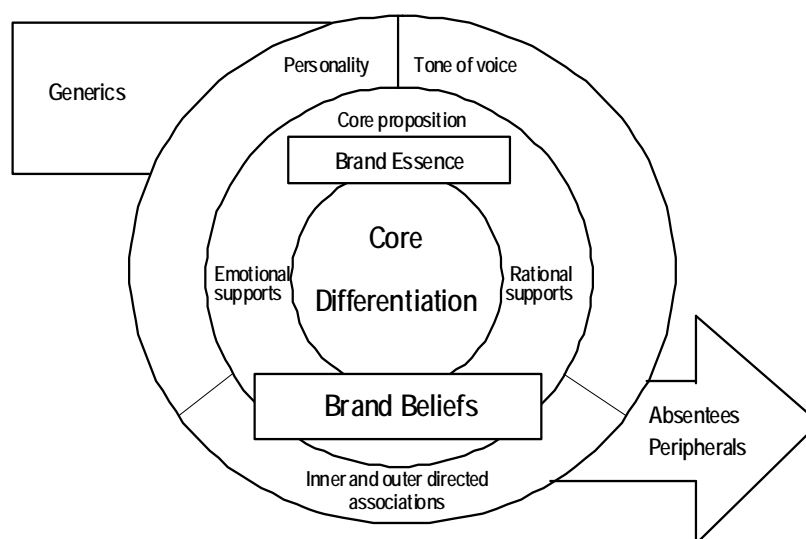 Personality
Tone of voice
Generics
Core proposition
Brand Essence
Core
Differentiation
Emotional
supports
Rational
supports
Brand Beliefs
Absentees
Peripherals
Inner and outer directed
associations